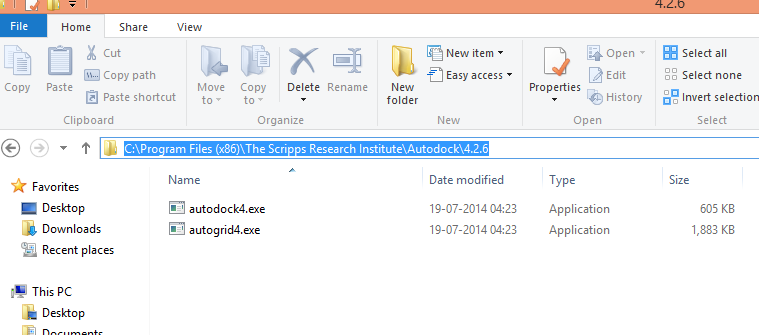 4.2.6
File Home Share View
Copy Paste Cut
Copy path
Paste shortcut
Move to Copy to Delete Rename
New folder
New item
Easy access
Properties
Open
Edit
History
Select all
Select none
Invert selection
Clipboard Organize New Open Select
C:\Program Files (x86)\The Scripps Research Institute\Autodock\4.2.6
Favorites
Desktop
Downloads
Recent places
This PC
Desktop
Documents
Name Date modified Type Size
autodock4.exe 19-07-2014 04:23 Application 605 KB
autogrid4.exe 19-07-2014 04:23 Application 1,883 KB